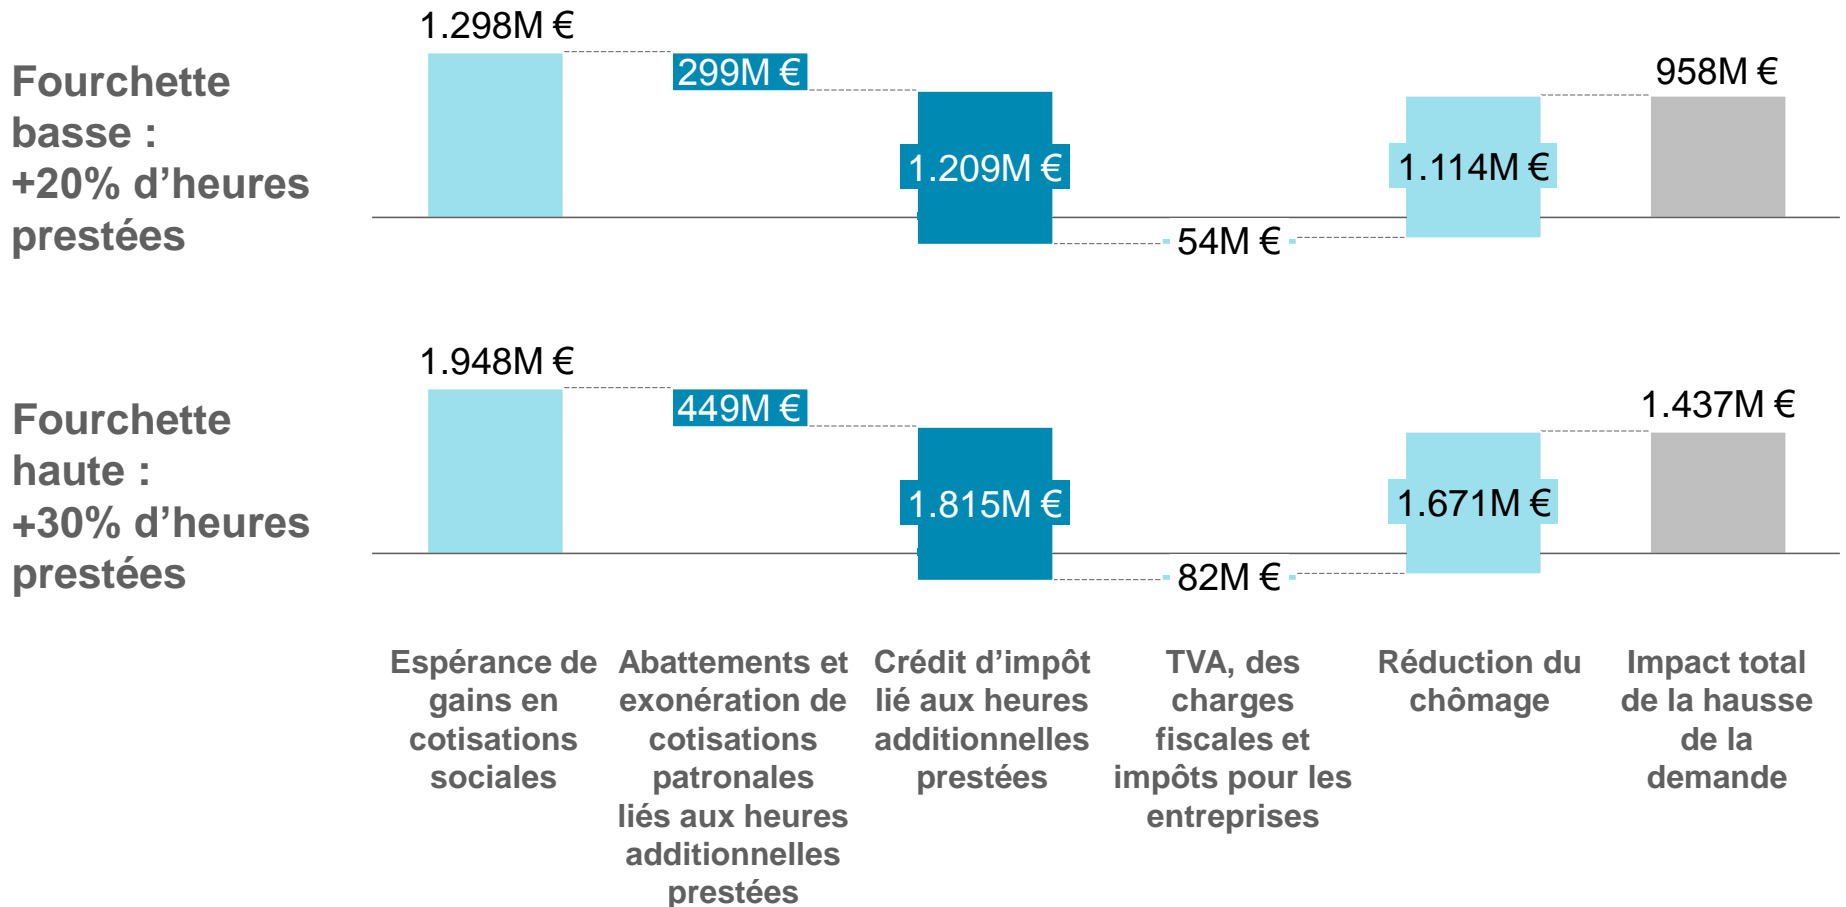 1.298M €
Fourchette
basse :
+20% d’heures
prestées
299M €
1.209M €
54M €
1.114M €
958M €
1.948M €
Fourchette
haute :
+30% d’heures
prestées
449M €
1.815M €
82M €
1.671M €
1.437M €
Espérance de
gains en
cotisations
sociales
Abattements et
exonération de
cotisations
patronales
liés aux heures
additionnelles
prestées
Crédit d’impôt
lié aux heures
additionnelles
prestées
TVA, des
charges
fiscales et
impôts pour les
entreprises
Réduction du
chômage
Impact total
de la hausse
de la
demande